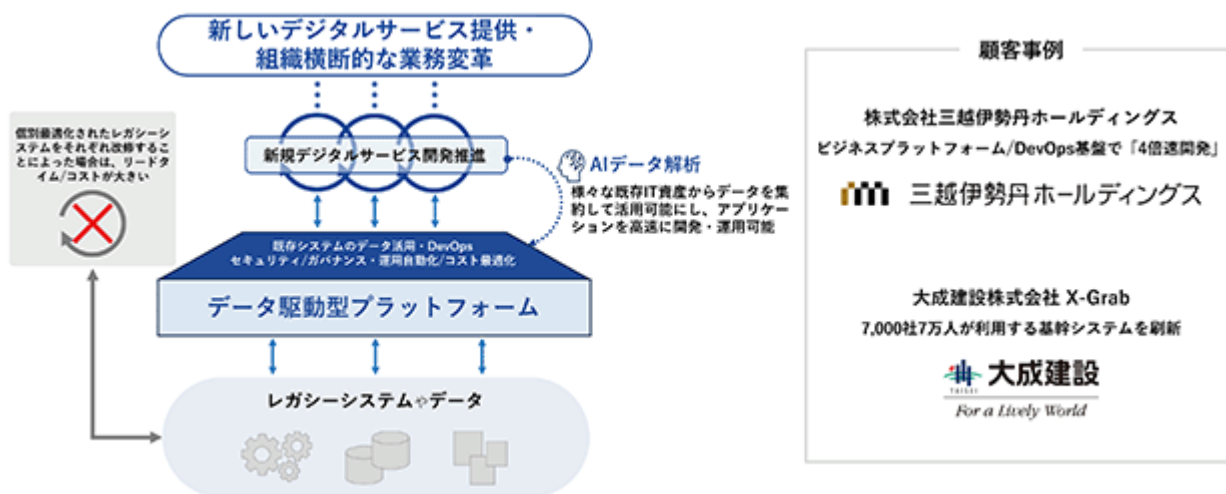 新しいデジタルサービス提供・
組織横断的な業務変革
個別最適化されたレガシーシ
ステムをそれぞれ改修するこ
とによった場合は、リードタ
イム/コストが大きい
新規デジタルサービス開発推進
AIデータ解析
様々な既存IT資産からデータを集
約して活用可能にし、アプリケー
ションを高速に開発・運用可能
既存システムのデータ活用・DevOps
セキュリティ/ガバナンス・運用自動化/コスト最適化
データ駆動型プラットフォーム
レガシーシステムやデータ
顧客事例
株式会社三越伊勢丹ホールディングス
ビジネスプラットフォーム/DevOps基盤で「4倍速開発」
三越伊勢丹ホールディングス
大成建設株式会社 X-Grab
7,000社7万人が利用する基幹システムを刷新
TAISEI
大成建設
For a Lively World